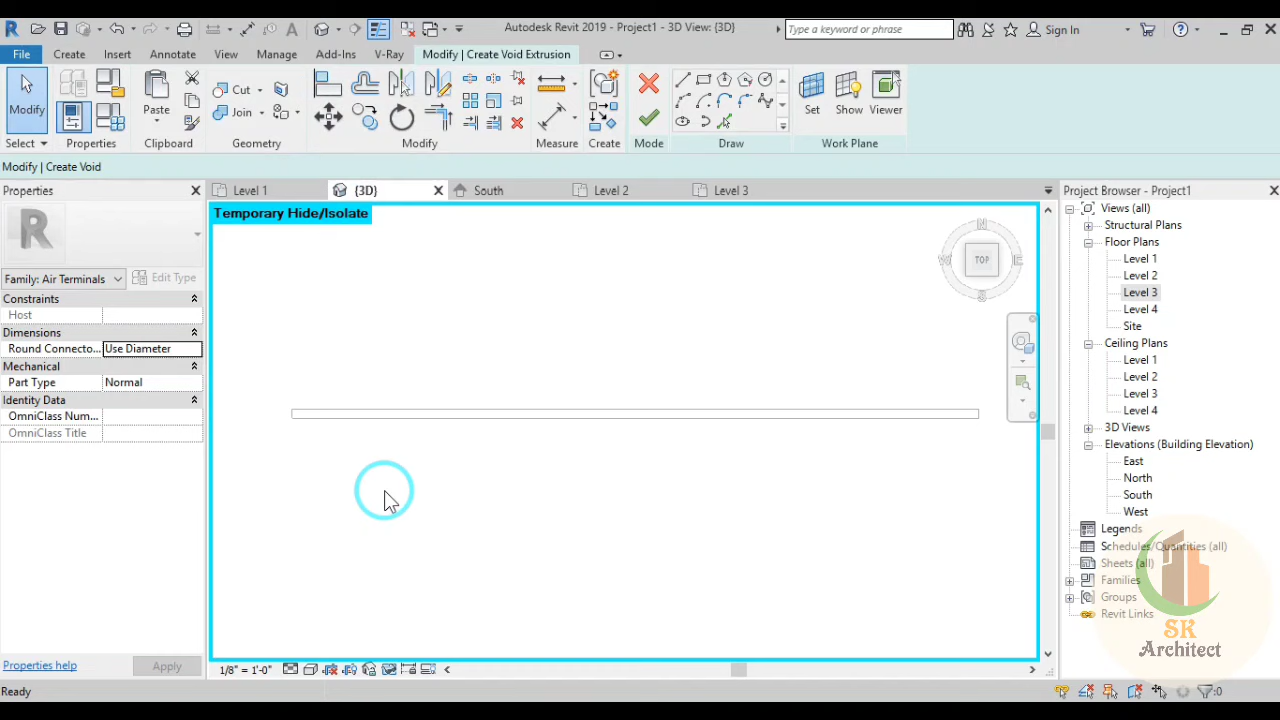 Autodesk Revit 2019 - Project1 - 3D View: {3D}
Type a keyword or phrase
Sign In
File Create Insert Annotate View Manage Add-Ins V-Ray Modify | Create Void Extrusion
Modify
Paste
Cut
Join
Set Show Viewer
Select Properties Clipboard Geometry Modify Measure Create Mode Draw Work Plane
Modify | Create Void
Properties
Level 1 {3D} South Level 2 Level 3
Project Browser - Project1
Temporary Hide/Isolate
R
Family: Air Terminals
Edit Type
Constraints
Host
Dimensions
Round Connecto... Use Diameter
Mechanical
Part Type Normal
Identity Data
OmniClass Num...
OmniClass Title
Properties help
Apply
N
W TOP E
S
Views (all)
Structural Plans
Floor Plans
Level 1
Level 2
Level 3
Level 4
Site
Ceiling Plans
Level 1
Level 2
Level 3
Level 4
3D Views
Elevations (Building Elevation)
East
North
South
West
Legends
Schedules/Quantities (all)
Sheets (all)
Families
Groups
Revit Links
SK
Architect
1/8" = 1'-0"
Ready
:0